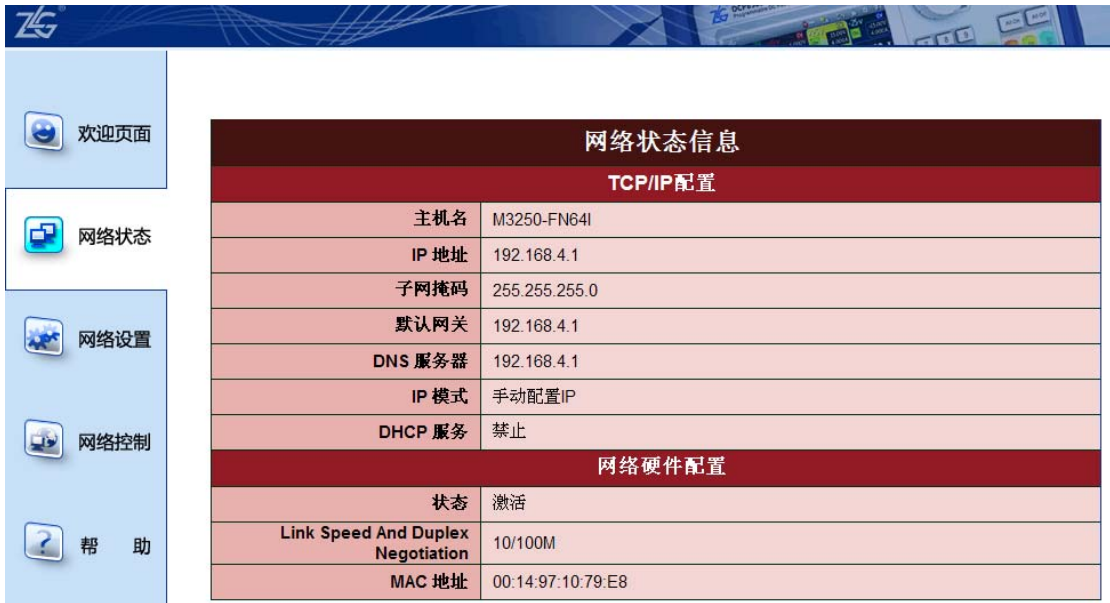 ZLG
欢迎页面
网络状态
网络设置
网络控制
帮 助
网络状态信息
TCP/IP配置
主机名 M3250-FN64I
IP 地址 192.168.4.1
子网掩码 255.255.255.0
默认网关 192.168.4.1
DNS 服务器 192.168.4.1
IP 模式 手动配置IP
DHCP 服务 禁止
网络硬件配置
状态 激活
Link Speed And Duplex
Negotiation 10/100M
MAC 地址 00:14:97:10:79:E8